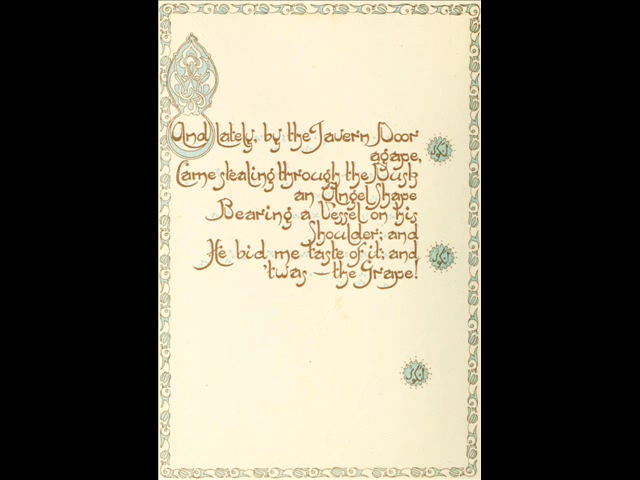 And lately, by the Tavern Door
agape,
Came stealing through the Dusk
an Angel Shape
Bearing a Vessel on his
Shoulder; and
He bid me taste of it; and
'twas — the Grape!